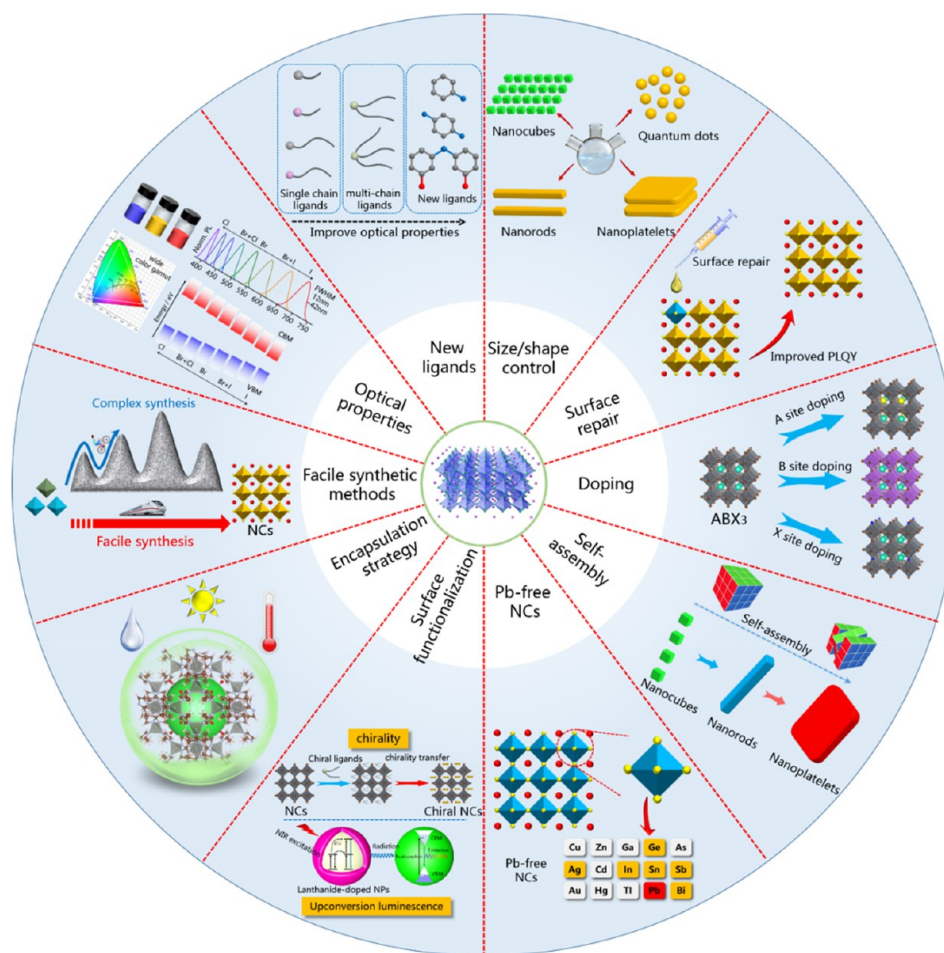 Single chain
ligands
multi-chain
ligands
New ligands
Improve optical properties
Nanocubes
Quantum dots
Nanorods
Nanoplatelets
Surface repair
Improved PLQY
A site doping
B site doping
X site doping
ABX3
Self-assembly
Nanocubes
Nanorods
Nanoplatelets
Pb-free
NCs
Cu Zn Ga Ge As
Ag Cd In Sn Sb
Au Hg Tl Pb Bi
chirality
Chiral ligands
chirality transfer
NCs
Chiral NCs
NIR excitation
Radiation
Lanthanide-doped NPs
Upconversion luminescence
Complex synthesis
Facile synthesis
NCs
wide
color gamut
Norm. PL
Cl Br+Cl Br Br+I I
400 450 500 550 600 650 700 750
FWHM
12nm
42nm
Energy / eV
CBM
VBM
Cl Br+Cl Br Br+I I
New
ligands
Size/shape
control
Surface
repair
Doping
Self-
assembly
Pb-free
NCs
Surface
functionalization
Encapsulation
strategy
Facile synthetic
methods
Optical
properties